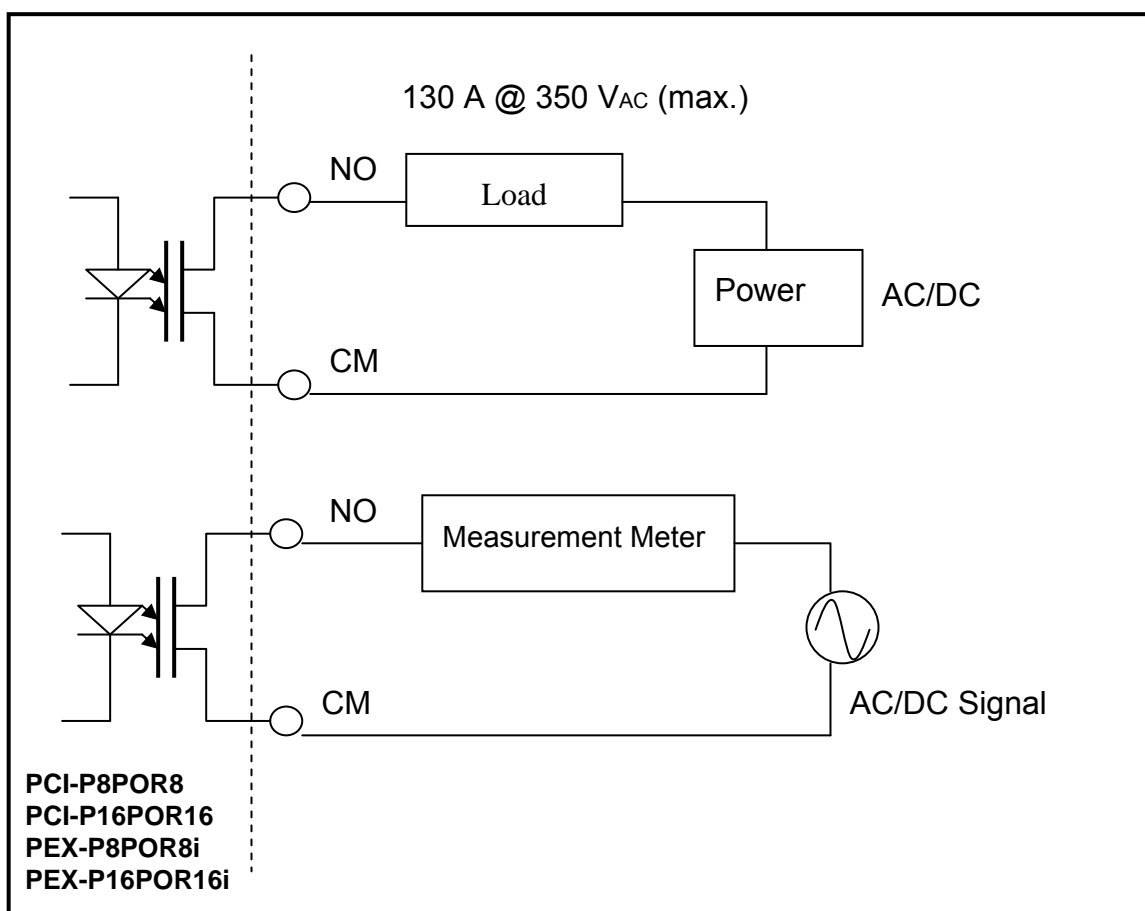 130 A @ 350 VAC (max.)
NO
Load
Power
AC/DC
CM
NO
Measurement Meter
CM
AC/DC Signal
PCI-P8POR8
PCI-P16POR16
PEX-P8POR8i
PEX-P16POR16i